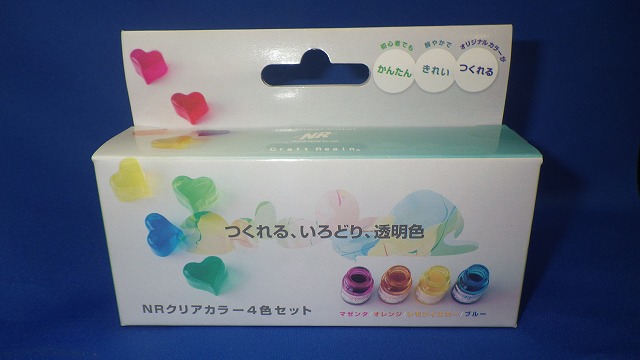 初心者でも
かんたん
鮮やかで
きれい
オリジナルカラーが
つくれる
NR
Craft Resin
つくれる、いろどり、透明色
NRクリアカラー4色セット
マゼンタ オレンジ ブルー